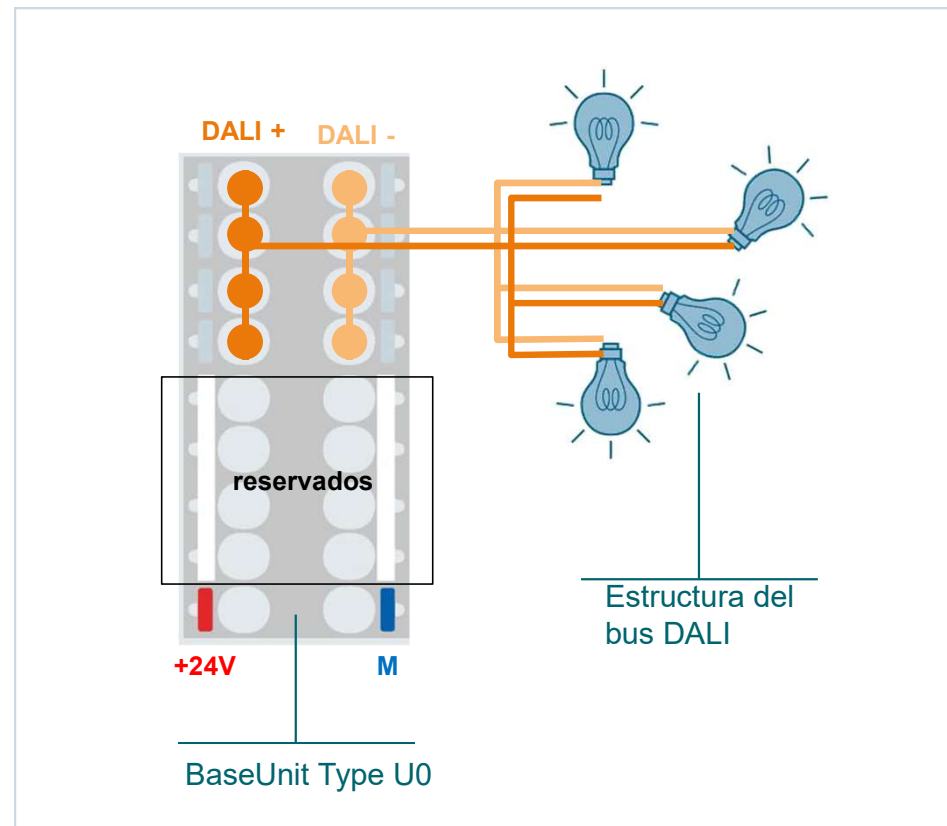 DALI + DALI -
reservados
+24V M
Estructura del
bus DALI
BaseUnit Type U0